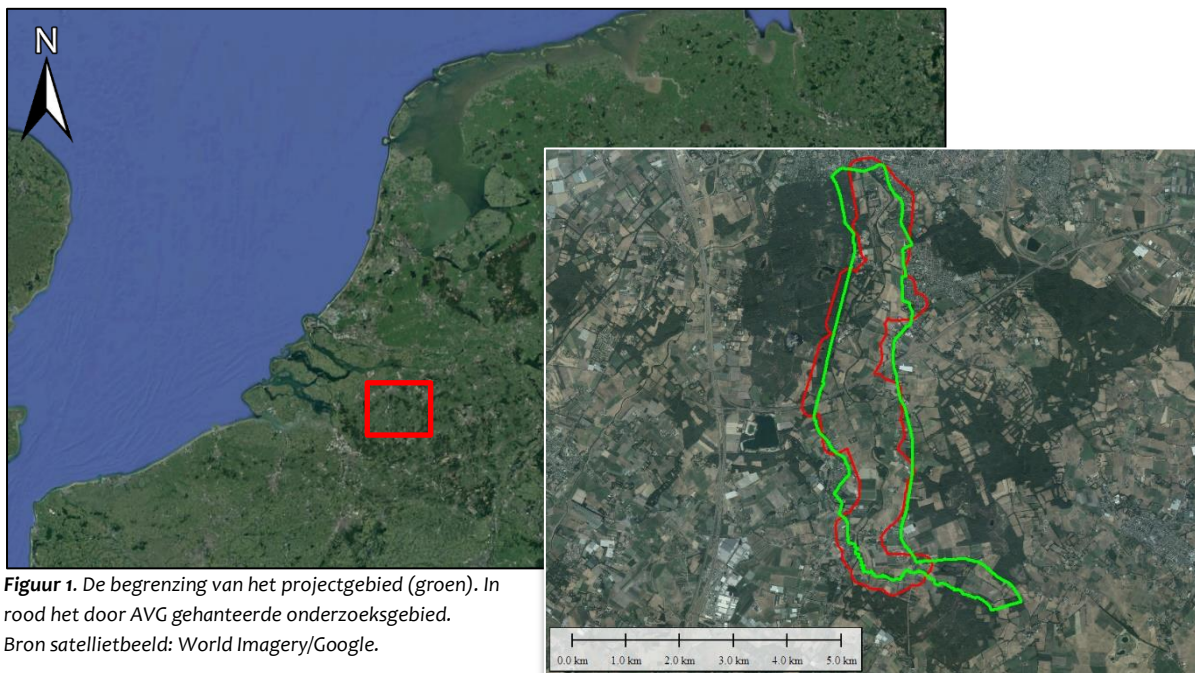 N
Figuur 1. De begrenzing van het projectgebied (groen). In
rood het door AVG gehanteerde onderzoeksgebied.
Bron satellietbeeld: World Imagery/Google.
0.0 km 1.0 km 2.0 km 3.0 km 4.0 km 5.0 km